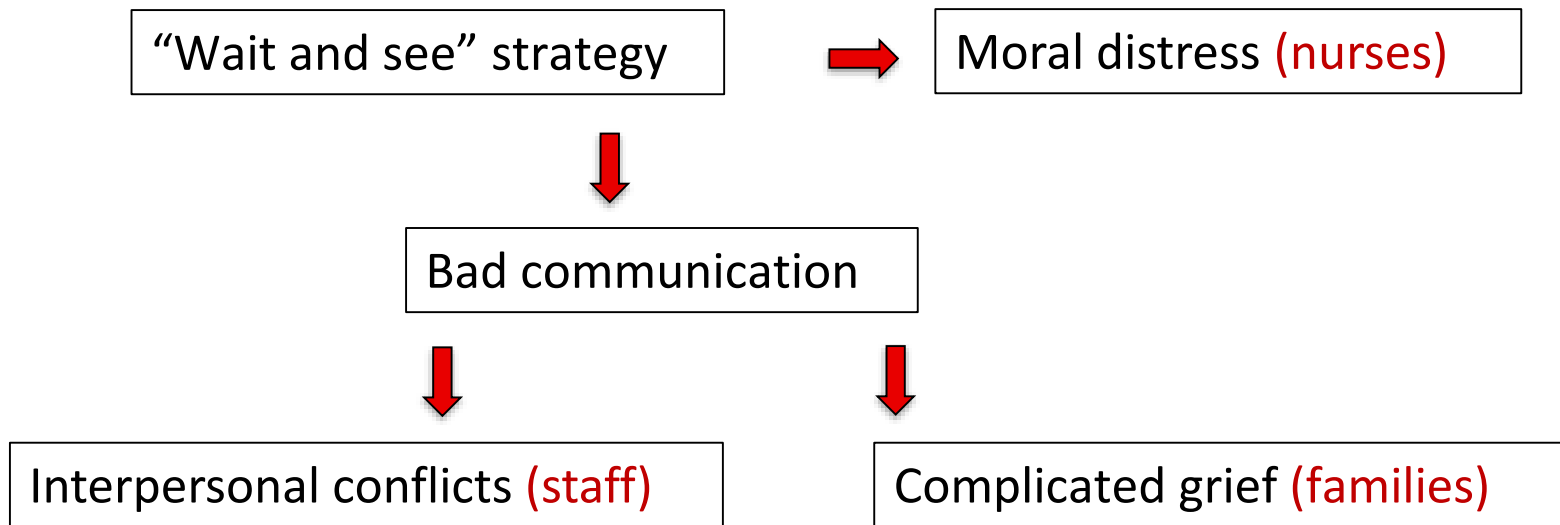 “Wait and see” strategy
Moral distress (nurses)
Bad communication
Interpersonal conflicts (staff)
Complicated grief (families)